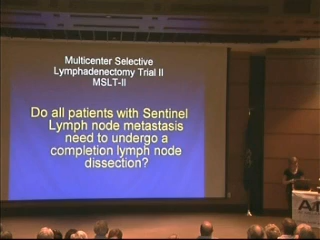 Multicenter Selective
Lymphadenectomy Trial II
MSLT-II
Do all patients with Sentinel
Lymph node metastasis
need to undergo a
completion lymph node
dissection?